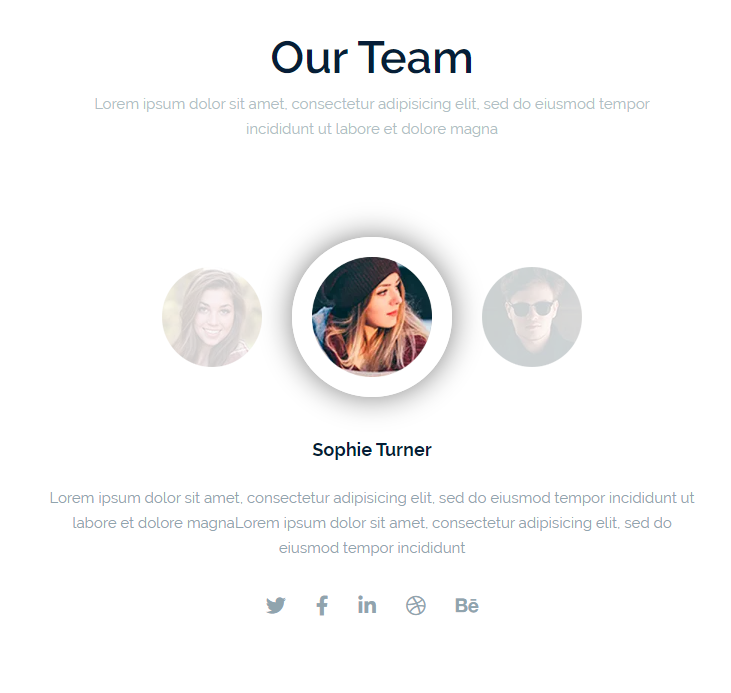 Our Team
Lorem ipsum dolor sit amet, consectetur adipisicing elit, sed do eiusmod tempor
incididunt ut labore et dolore magna
Sophie Turner
Lorem ipsum dolor sit amet, consectetur adipisicing elit, sed do eiusmod tempor incididunt ut
labore et dolore magnaLorem ipsum dolor sit amet, consectetur adipisicing elit, sed do
eiusmod tempor incididunt